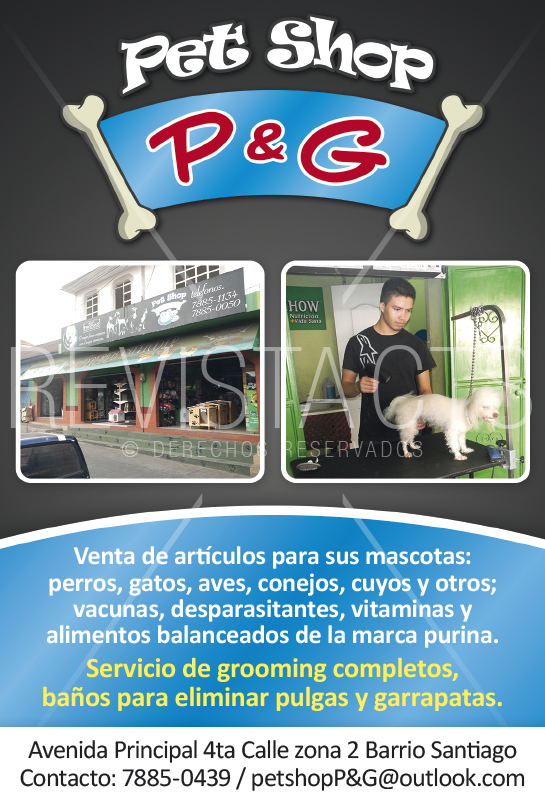 Pet Shop
P & G
Pet Shop
teléfonos.
7885-1134
7885-0050
HOW
Nutrición
+Vida Sana
REVISTACTS
© DERECHOS RESERVADOS
Venta de artículos para sus mascotas:
perros, gatos, aves, conejos, cuyos y otros;
vacunas, desparasitantes, vitaminas y
alimentos balanceados de la marca purina.
Servicio de grooming completos,
baños para eliminar pulgas y garrapatas.
Avenida Principal 4ta Calle zona 2 Barrio Santiago
Contacto: 7885-0439 / petshopP&G@outlook.com